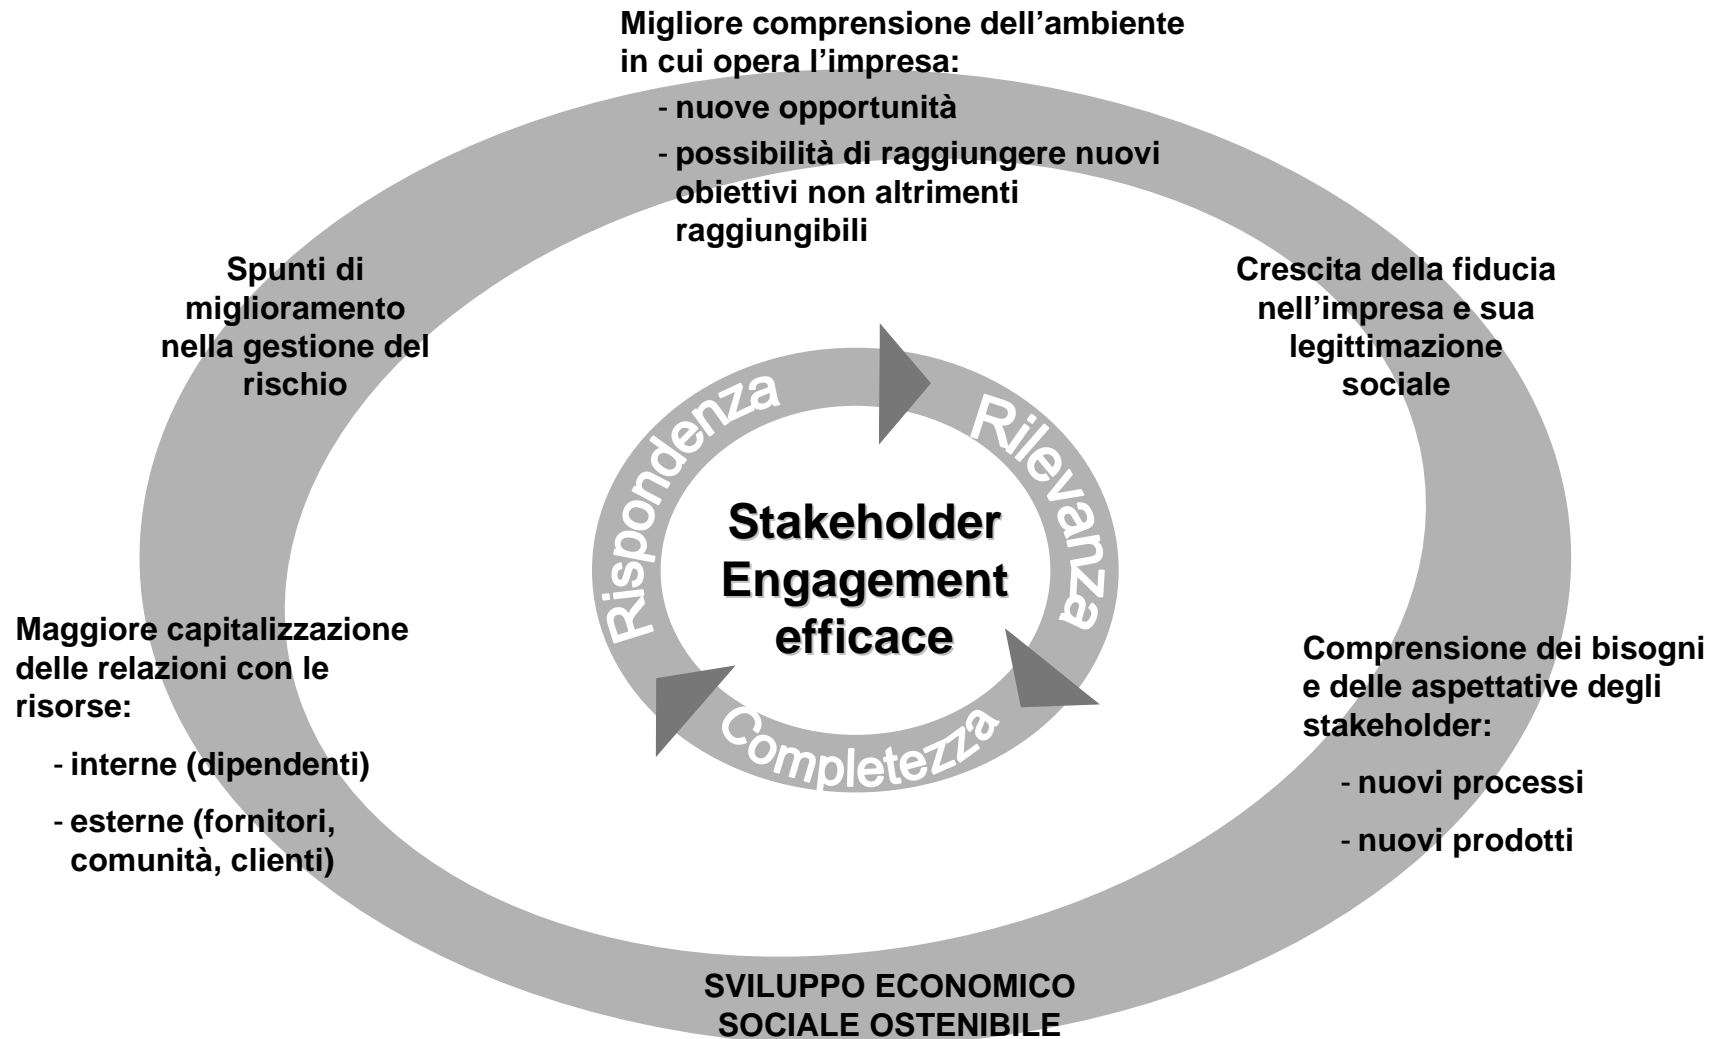 Migliore comprensione dell’ambiente
in cui opera l’impresa:
- nuove opportunità
- possibilità di raggiungere nuovi
obiettivi non altrimenti
raggiungibili
Spunti di
miglioramento
nella gestione del
rischio
Crescita della fiducia
nell’impresa e sua
legittimazione
sociale
Rispondenza
Rilevanza
Completezza
Stakeholder
Engagement
efficace
Maggiore capitalizzazione
delle relazioni con le
risorse:
- interne (dipendenti)
- esterne (fornitori,
comunità, clienti)
Comprensione dei bisogni
e delle aspettative degli
stakeholder:
- nuovi processi
- nuovi prodotti
SVILUPPO ECONOMICO
SOCIALE OSTENIBILE